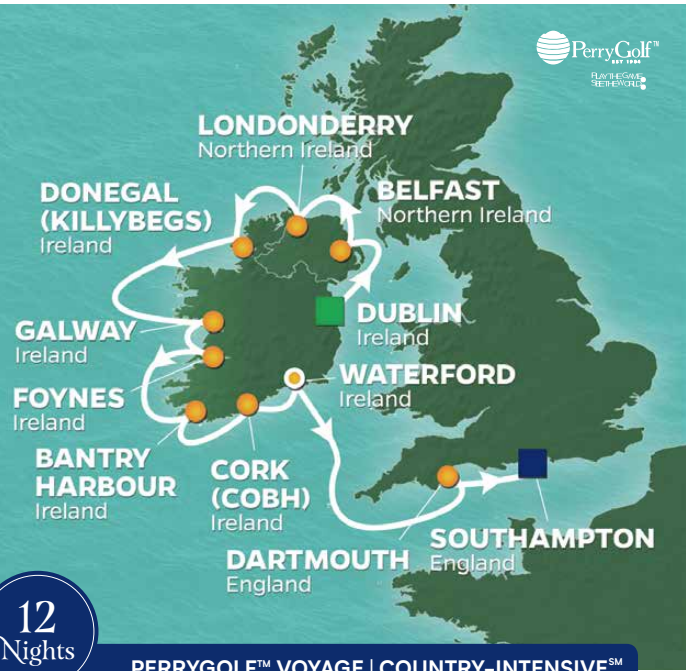 PerryGolf™
EST 1984
PLAY THE GAME
SEE THE WORLD
LONDONDERRY
Northern Ireland
DONEGAL
(KILLYBEGS)
Ireland
BELFAST
Northern Ireland
GALWAY
Ireland
DUBLIN
Ireland
FOYNES
Ireland
WATERFORD
Ireland
BANTRY
HARBOUR
Ireland
CORK
(COBH)
Ireland
DARTMOUTH
England
SOUTHAMPTON
England
12
Nights
PERRYGOLF™ VOYAGE | COUNTRY-INTENSIVE℠